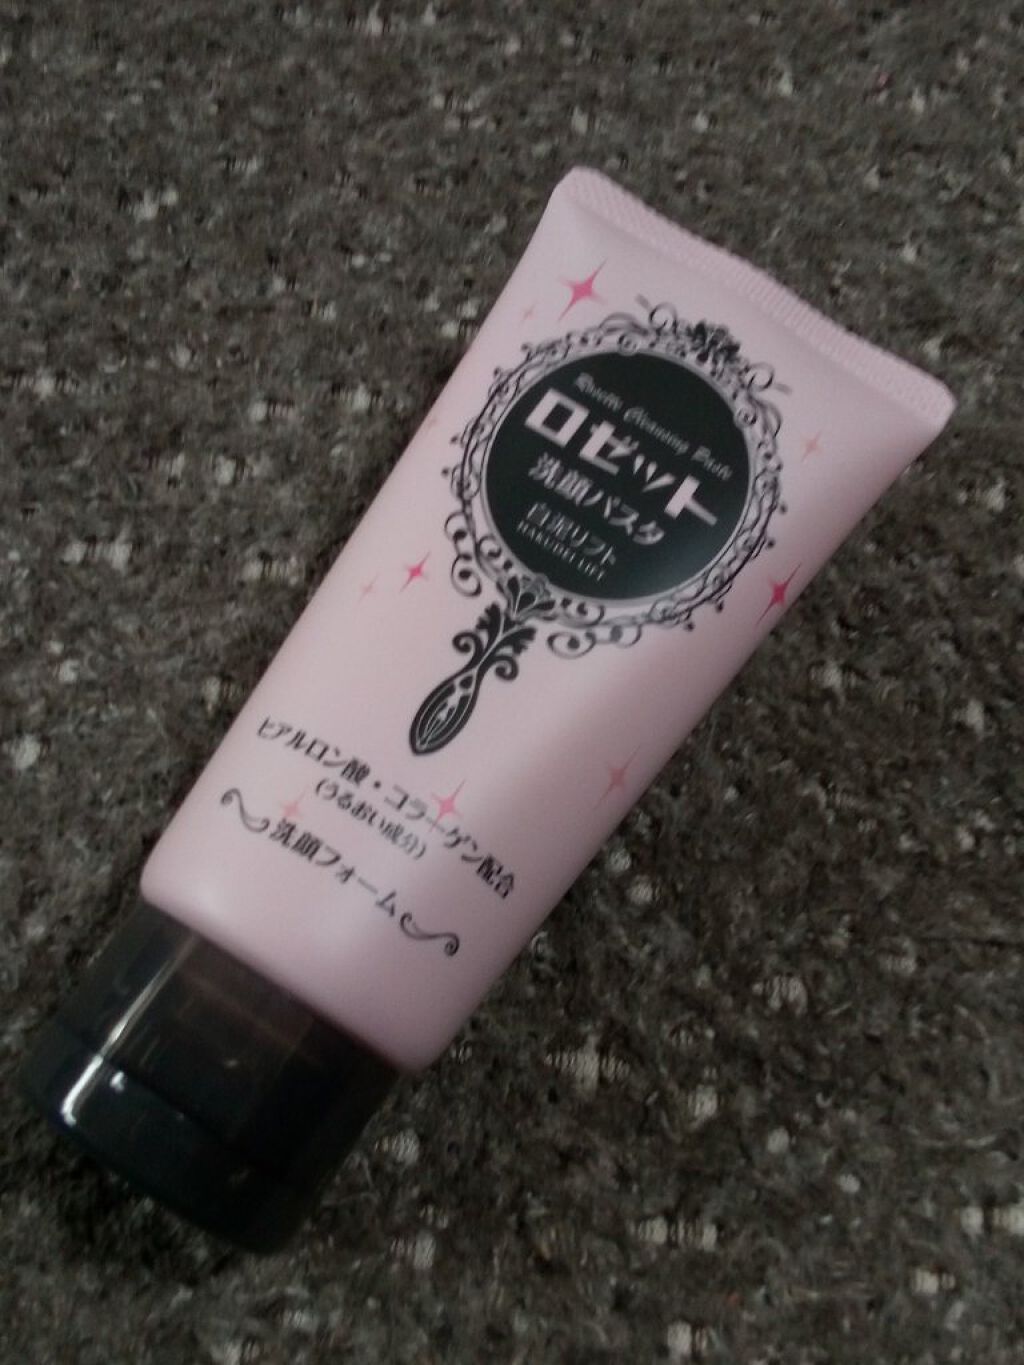 Rosette Cleansing Paste
ロゼット
洗顔パスタ
白泥リフト
HAKUDEI LIFT
ヒアルロン酸・コラーゲン配合
(うるおい成分)
洗顔フォーム